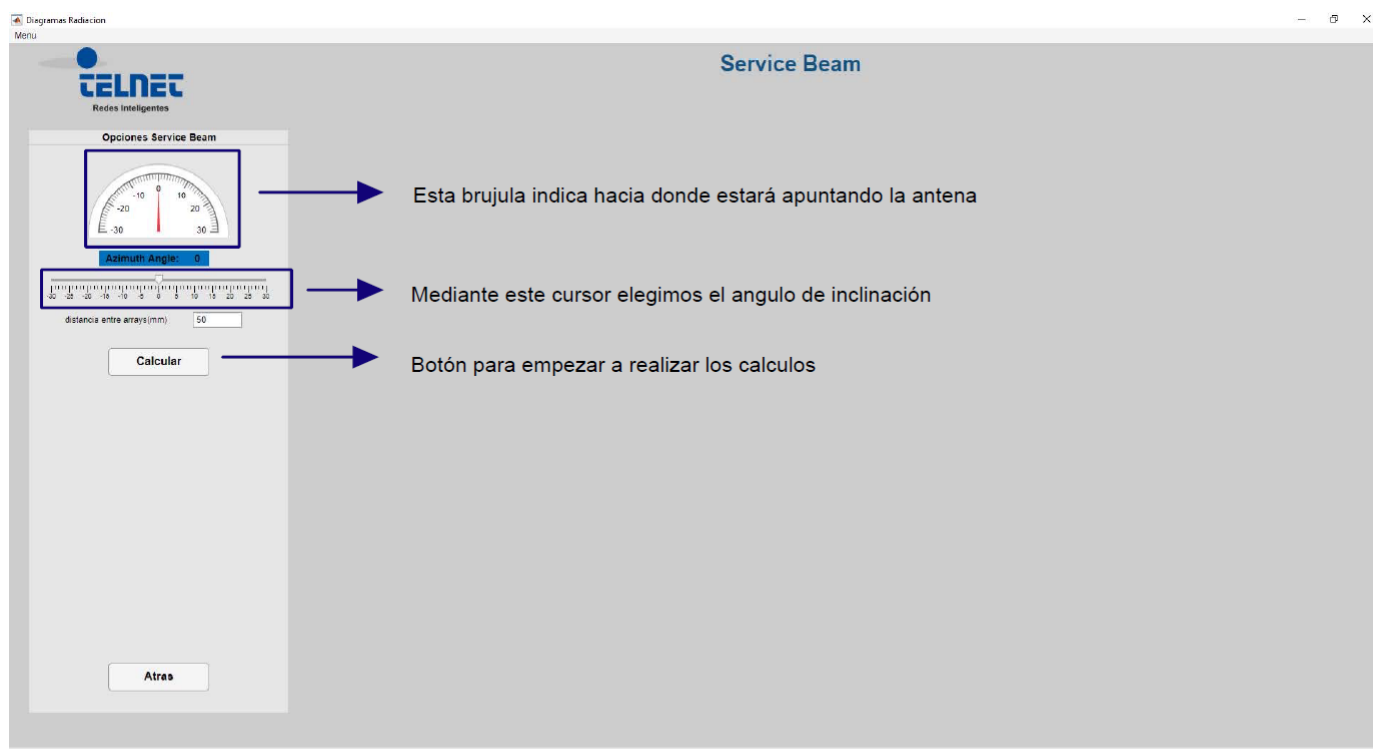 Diagramas Radiacion
Menu
TELNET
Redes Inteligentes
Service Beam
Opciones Service Beam
-30 -20 -10 0 10 20 30
Esta brujula indica hacia donde estará apuntando la antena
Azimuth Angle: 0
-30 -25 -20 -15 -10 -5 0 5 10 15 20 25 30
Mediante este cursor elegimos el angulo de inclinación
distancia entre arrays(mm) 50
Calcular
Botón para empezar a realizar los calculos
Atras